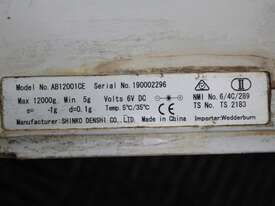 Model No. AB12001CE Serial No. 190002296
Max 12000g Min 5g Volts 6V DC NMI No. 6/4C/289
e= -1g d=0.1g Temp. 5°C/35°C CE TS No. TS 2183
Manufacturer: SHINKO DENSHI CO., LTD. Made in China Importer: Wedderburn